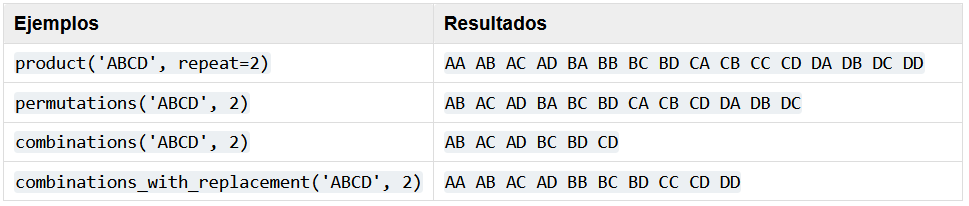 Ejemplos Resultados
product('ABCD', repeat=2) AA AB AC AD BA BB BC BD CA CB CC CD DA DB DC DD
permutations('ABCD', 2) AB AC AD BA BC BD CA CB CD DA DB DC
combinations('ABCD', 2) AB AC AD BC BD CD
combinations_with_replacement('ABCD', 2) AA AB AC AD BB BC BD CC CD DD